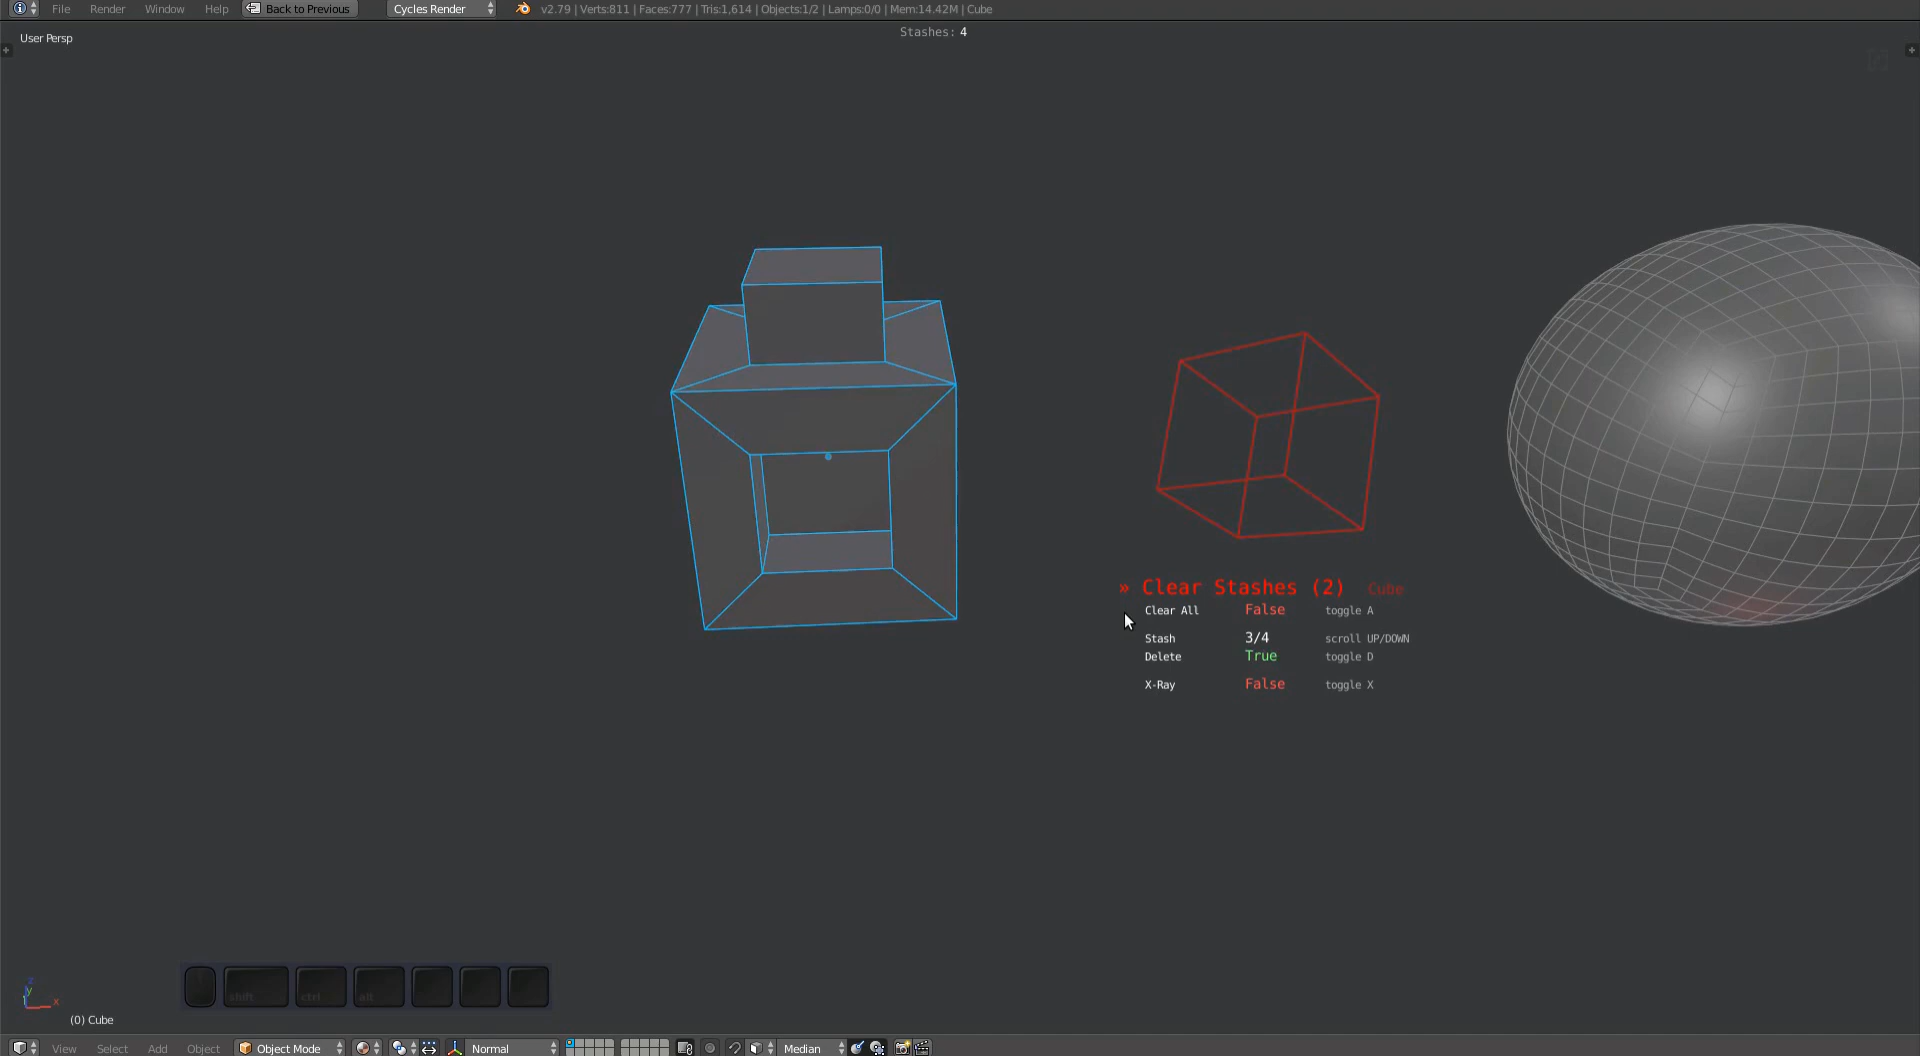 File Render Window Help Back to Previous Cycles Render v2.79 | Verts:811 | Faces:777 | Tris:1,614 | Objects:1/2 | Lamps:0/0 | Mem:14.42M | Cube
Stashes: 4
User Persp
» Clear Stashes (2) Cube
Clear All False toggle A
Stash 3/4 scroll UP/DOWN
Delete True toggle D
X-Ray False toggle X
shift ctrl alt
z
y
x
(0) Cube
View Select Add Object Object Mode Normal Median